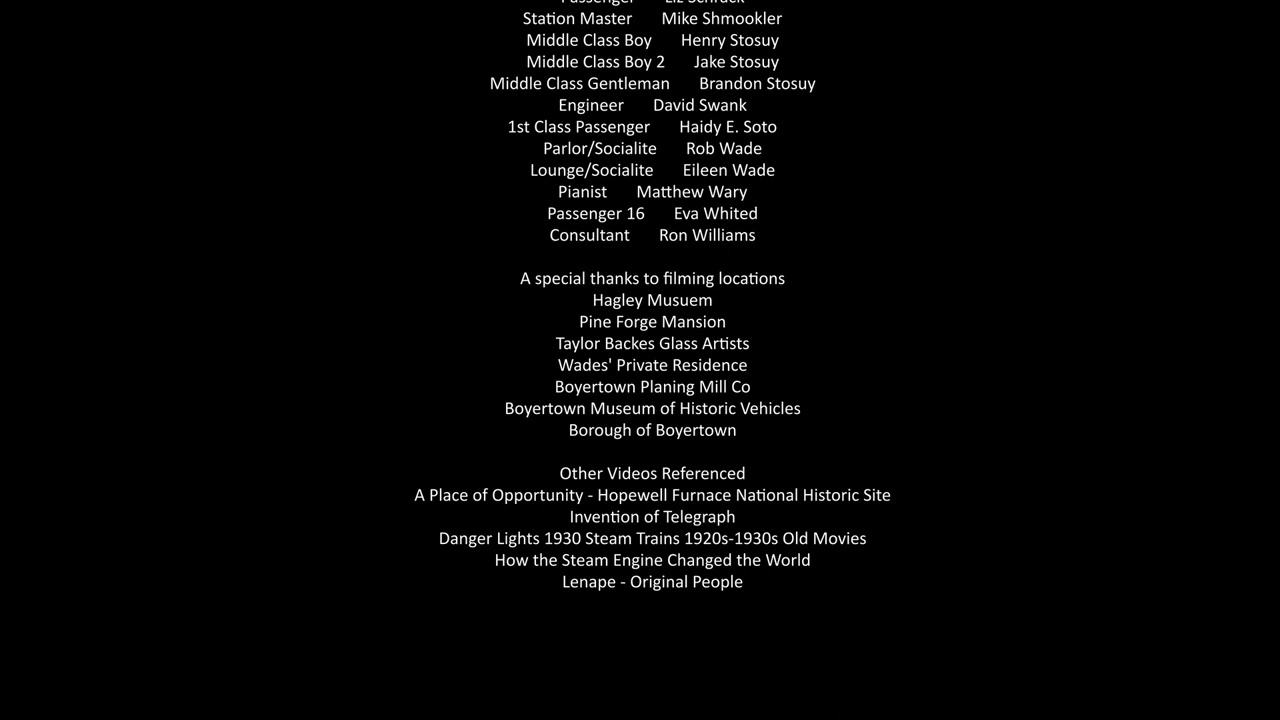 Passenger Liz Schruck
Station Master Mike Shmookler
Middle Class Boy Henry Stosuy
Middle Class Boy 2 Jake Stosuy
Middle Class Gentleman Brandon Stosuy
Engineer David Swank
1st Class Passenger Haidy E. Soto
Parlor/Socialite Rob Wade
Lounge/Socialite Eileen Wade
Pianist Matthew Wary
Passenger 16 Eva Whited
Consultant Ron Williams
A special thanks to filming locations
Hagley Musuem
Pine Forge Mansion
Taylor Backes Glass Artists
Wades' Private Residence
Boyertown Planing Mill Co
Boyertown Museum of Historic Vehicles
Borough of Boyertown
Other Videos Referenced
A Place of Opportunity - Hopewell Furnace National Historic Site
Invention of Telegraph
Danger Lights 1930 Steam Trains 1920s-1930s Old Movies
How the Steam Engine Changed the World
Lenape - Original People